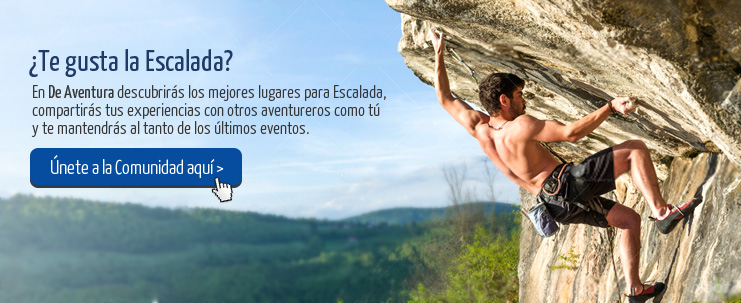 ¿Te gusta la Escalada?
En De Aventura descubrirás los mejores lugares para Escalada,
compartirás tus experiencias con otros aventureros como tú
y te mantendrás al tanto de los últimos eventos.
Únete a la Comunidad aquí >